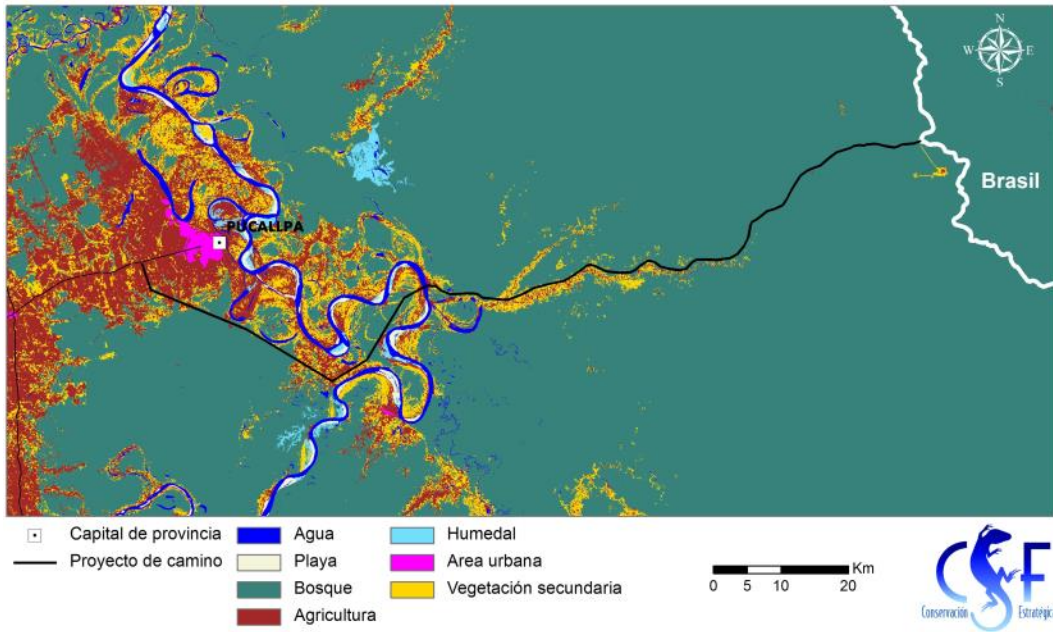 N
W E
S
Brasil
PUCALLPA
Capital de provincia
Proyecto de camino
Agua
Playa
Bosque
Agricultura
Humedal
Area urbana
Vegetación secundaria
Km
0 5 10 20
CSF
Conservación Estratégica